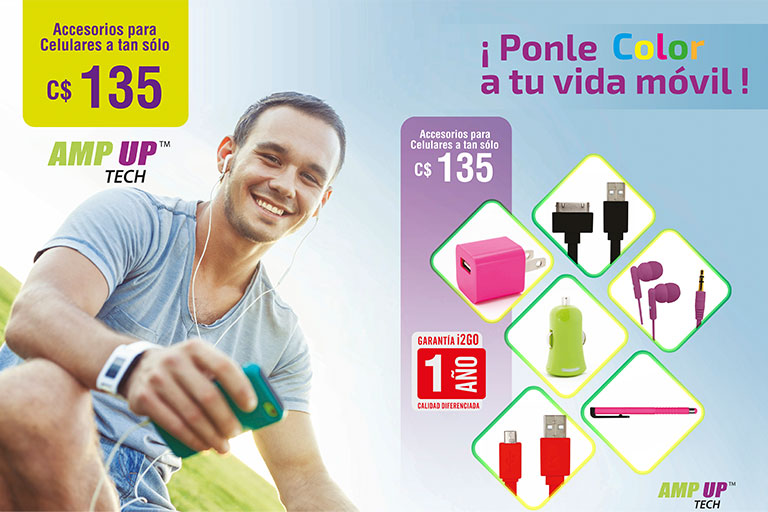 Accesorios para
Celulares a tan sólo
C$ 135
AMP UP™
TECH
¡ Ponle Color
a tu vida móvil !
Accesorios para
Celulares a tan sólo
C$ 135
GARANTÍA i2GO
1 AÑO
CALIDAD DIFERENCIADA
AMP UP™
TECH